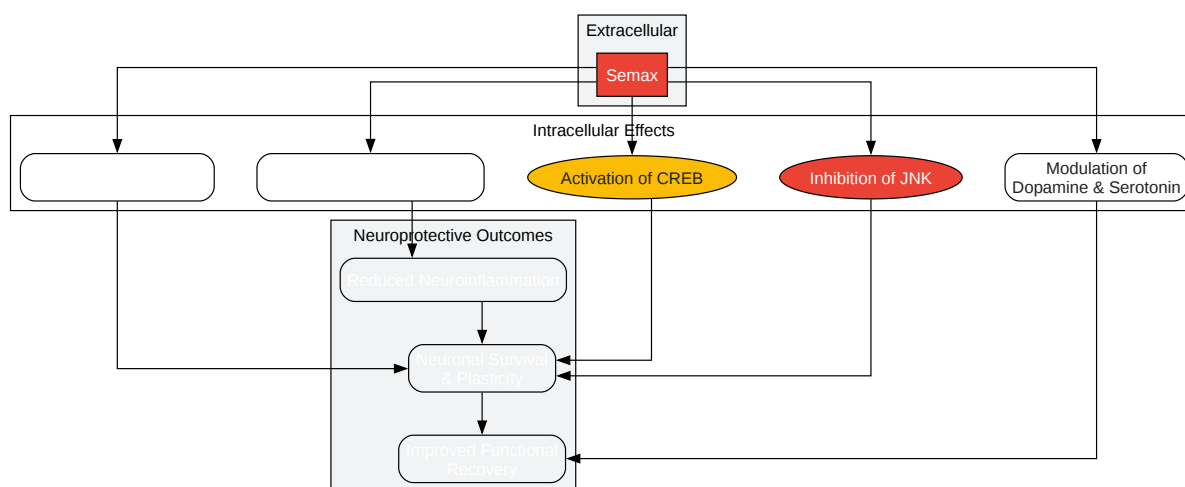 Extracellular
Semax
Intracellular Effects
Activation of CREB
Inhibition of JNK
Modulation of
Dopamine & Serotonin
Neuroprotective Outcomes
Reduced Neuroinflammation
Neuronal Survival
& Plasticity
Improved Functional
Recovery